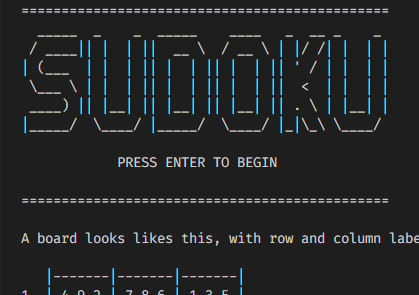 SUDOKU
PRESS ENTER TO BEGIN
A board looks likes this, with row and column labe
|-------|-------|-------|
1 | 4 9 2 | 7 8 6 | 1 3 5 |